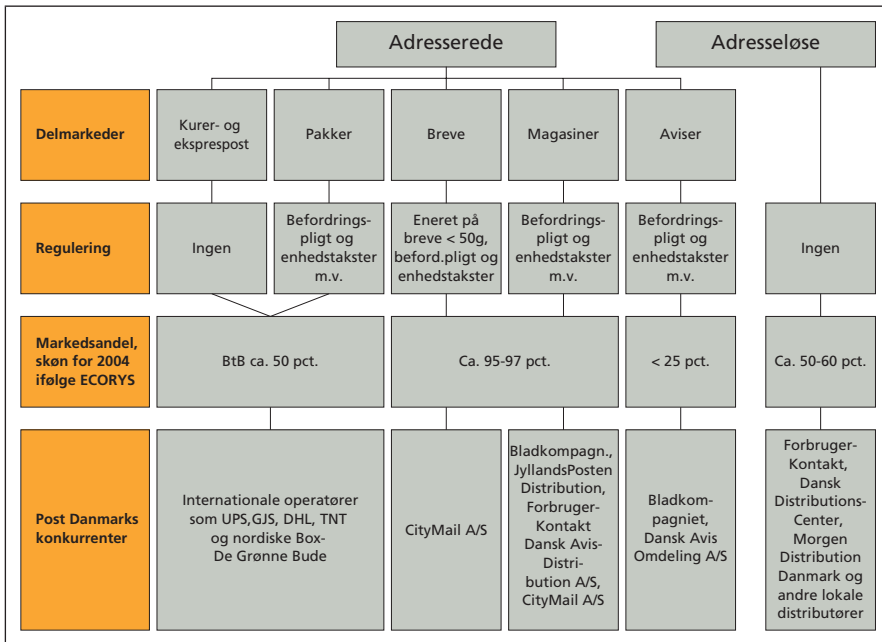 Adresserede
Adresseløse
Delmarkeder
Kurer- og
eksprespost
Pakker
Breve
Magasiner
Aviser
Regulering
Ingen
Befordrings-
pligt og
enhedstakster
m.v.
Eneret på
breve < 50g,
beford.pligt og
enhedstakster
Befordrings-
pligt og
enhedstakster
m.v.
Befordrings-
pligt og
enhedstakster
m.v.
Ingen
Markedsandel,
skøn for 2004
ifølge ECORYS
BtB ca. 50 pct.
Ca. 95-97 pct.
< 25 pct.
Ca. 50-60 pct.
Post Danmarks
konkurrenter
Internationale operatører
som UPS,GJS, DHL, TNT
og nordiske Box-
De Grønne Bude
CityMail A/S
Bladkompagn.,
JyllandsPosten
Distribution,
Forbruger-
Kontakt
Dansk Avis-
Distri-
bution A/S,
CityMail A/S
Bladkom-
pagniet,
Dansk Avis
Omdeling A/S
Forbruger-
Kontakt,
Dansk
Distributions-
Center,
Morgen
Distribution
Danmark og
andre lokale
distributører